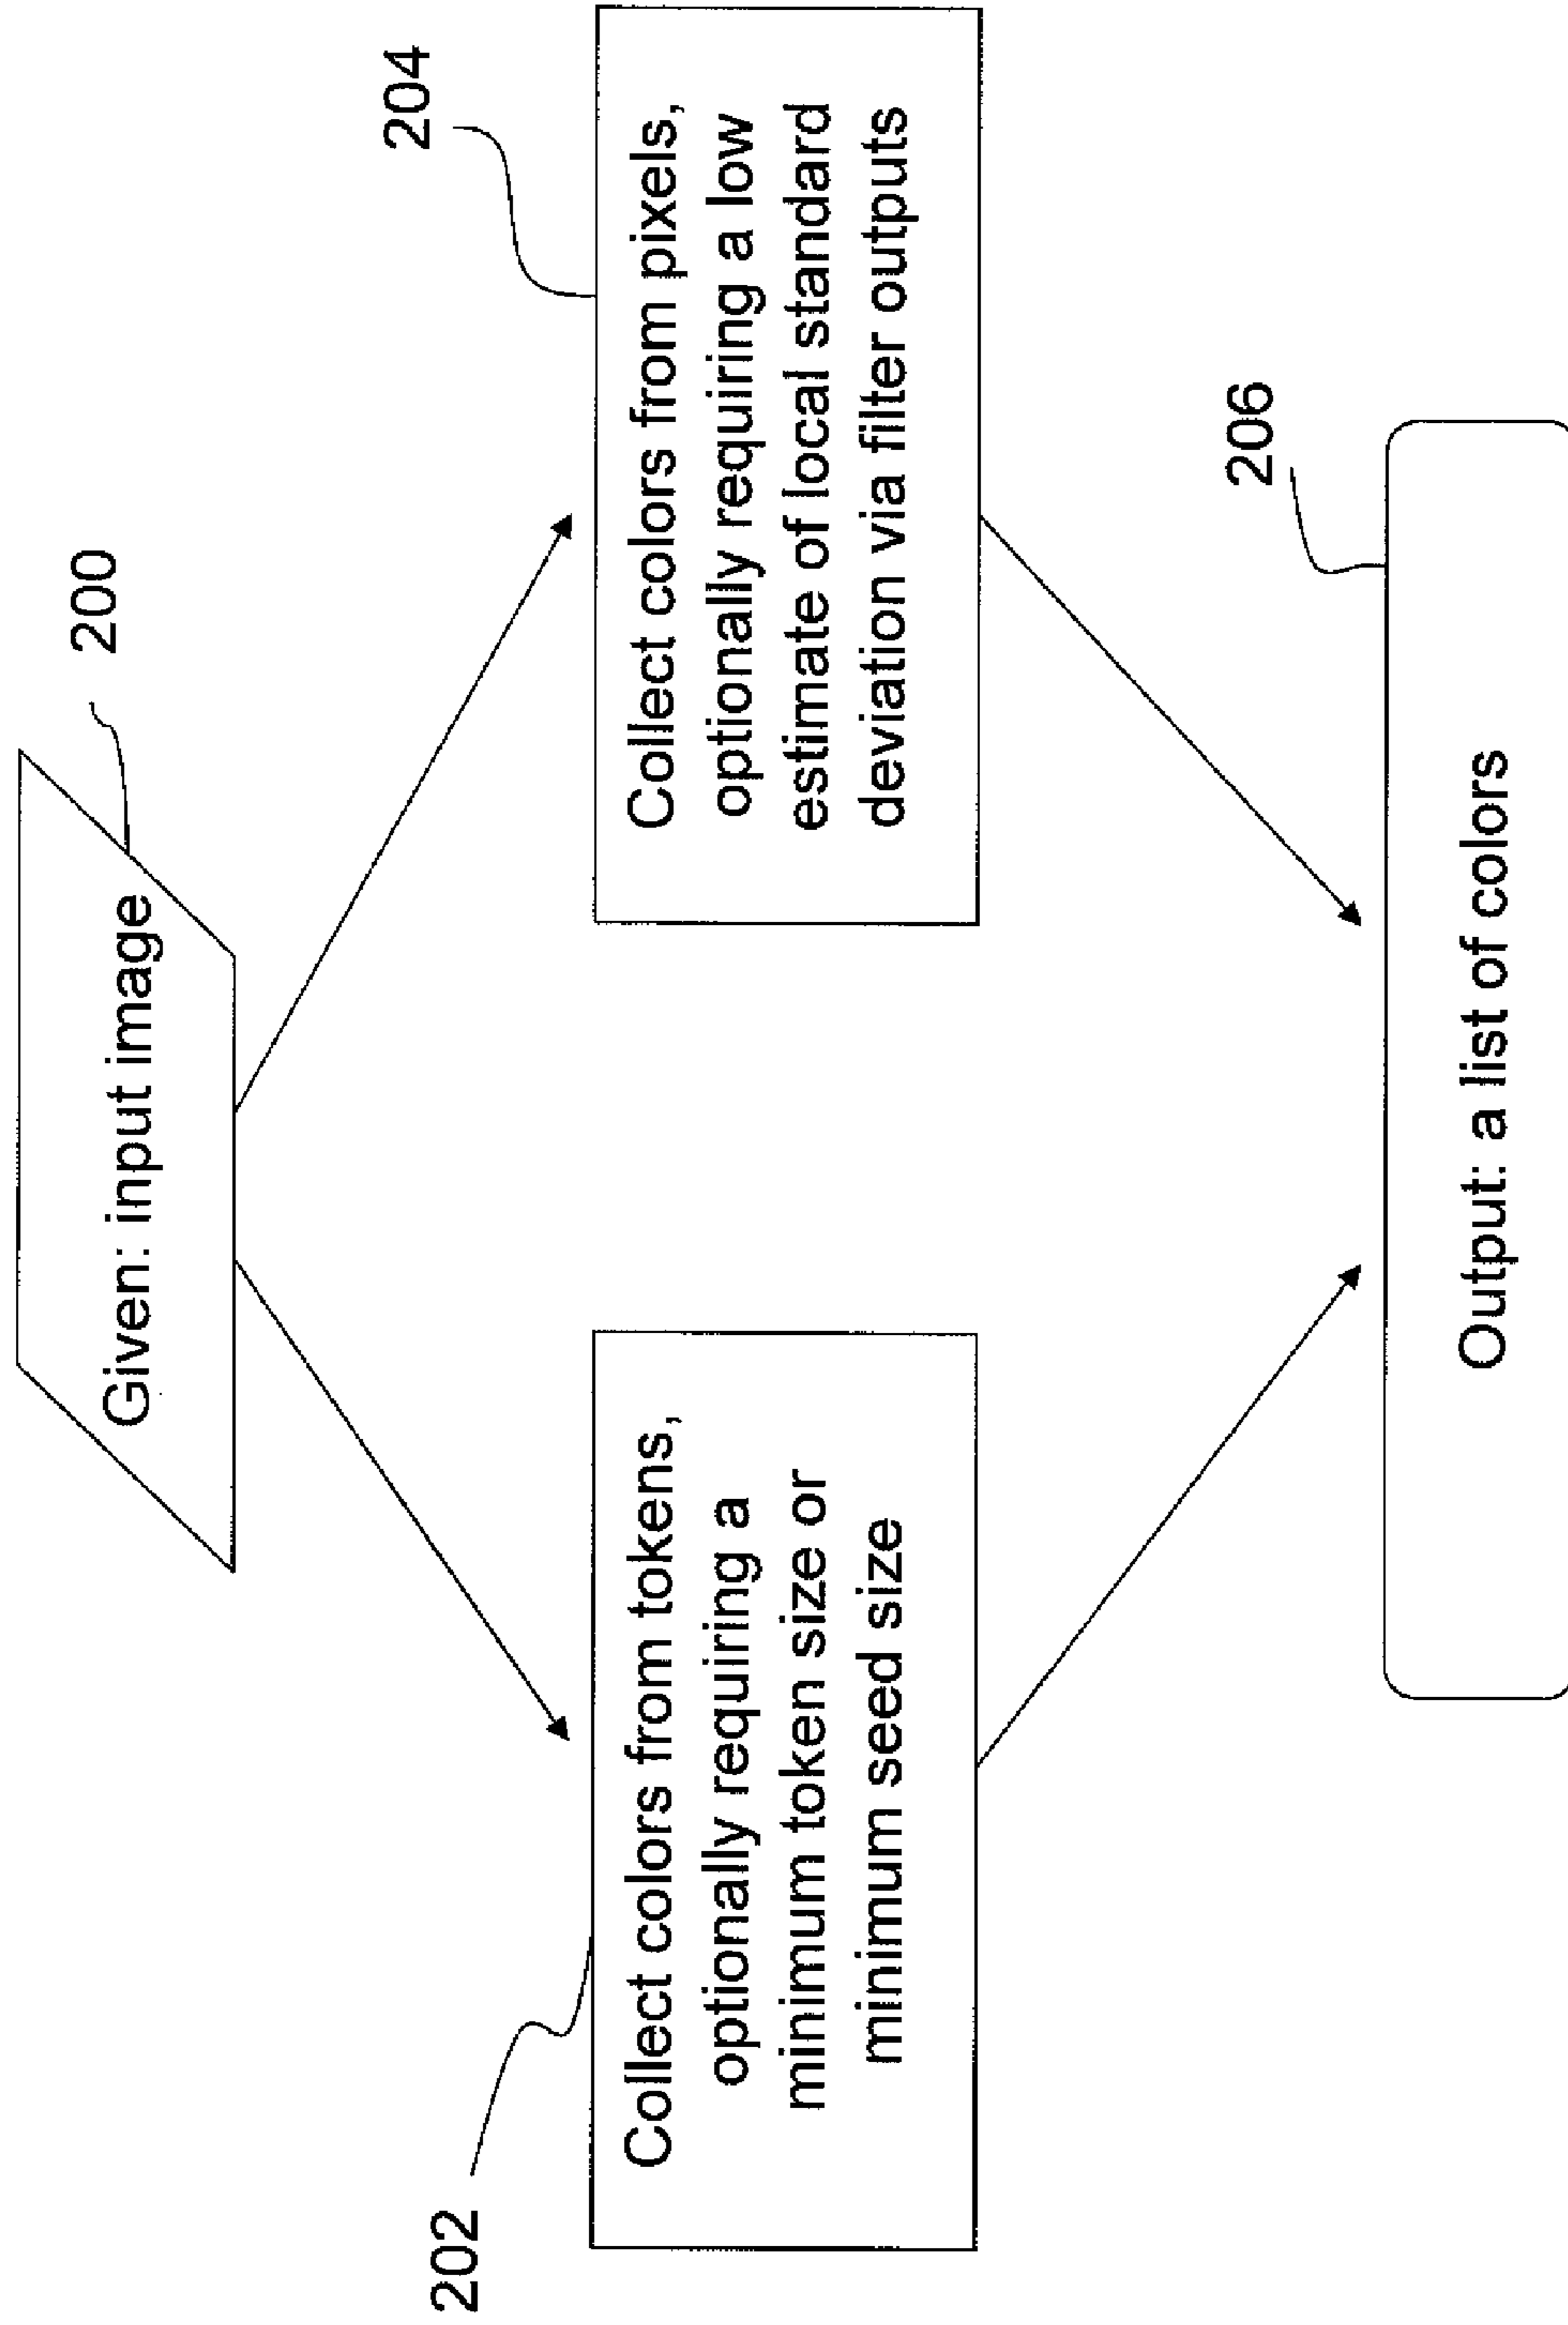 200
Given: input image
202
Collect colors from tokens,
optionally requiring a
minimum token size or
minimum seed size
204
Collect colors from pixels,
optionally requiring a low
estimate of local standard
deviation via filter outputs
206
Output: a list of colors